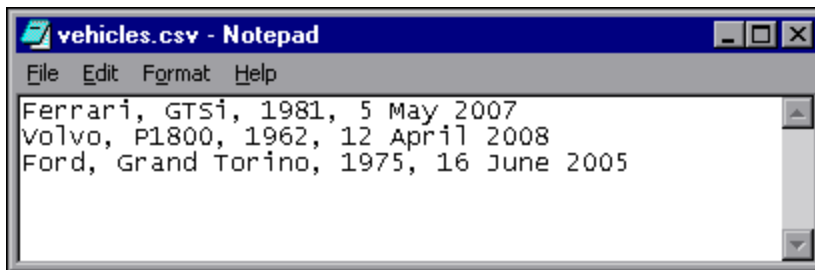 vehicles.csv - Notepad
File Edit Format Help
Ferrari, GTSi, 1981, 5 May 2007
Volvo, P1800, 1962, 12 April 2008
Ford, Grand Torino, 1975, 16 June 2005